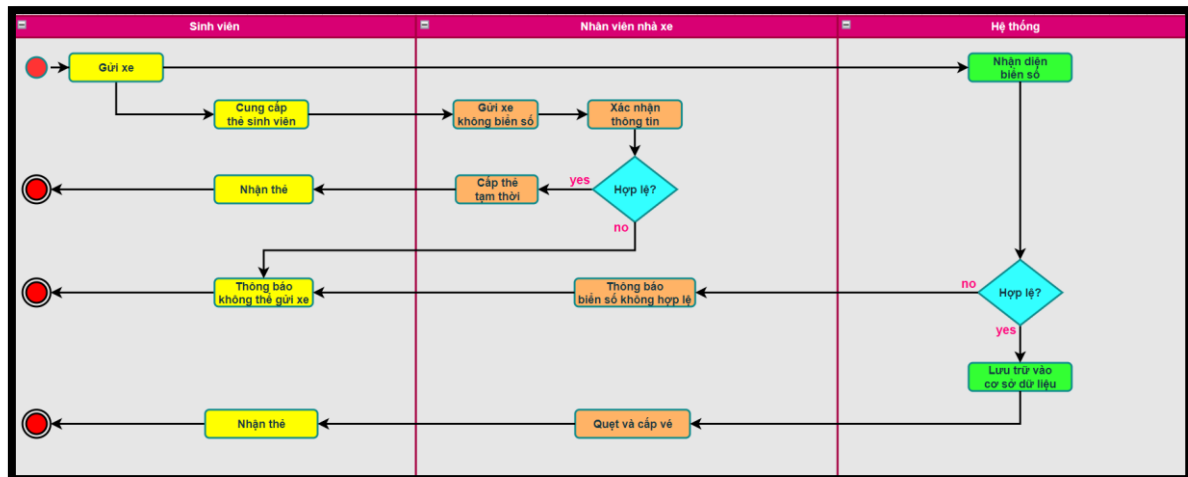 Sinh viên
Nhân viên nhà xe
Hệ thống
Gửi xe
Nhận diện
biển số
Cung cấp
thẻ sinh viên
Gửi xe
không biển số
Xác nhận
thông tin
Nhận thẻ
Cấp thẻ
tạm thời
yes
Hợp lệ?
no
Thông báo
không thể gửi xe
Thông báo
biển số không hợp lệ
no
Hợp lệ?
yes
Lưu trữ vào
cơ sở dữ liệu
Nhận thẻ
Quẹt và cấp vé